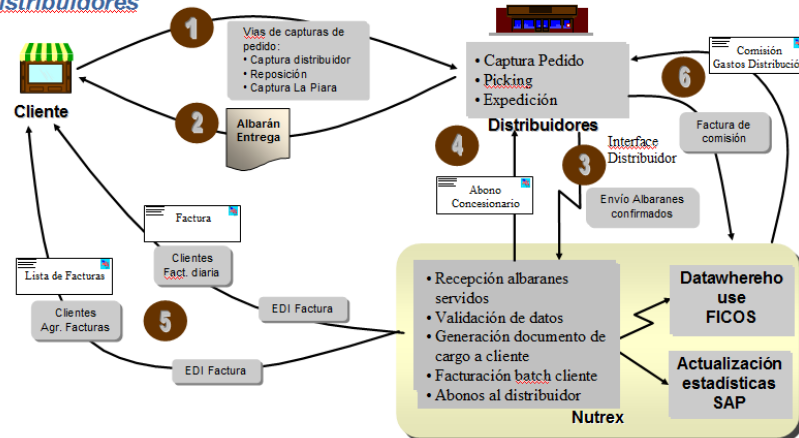 Distribuidores
1
Vias de capturas de
pedido:
• Captura distribuidor
• Reposición
• Captura La Piara
• Captura Pedido
• Picking
• Expedición
Distribuidores
Comisión
Gastos Distribució
6
Cliente
2
Albarán
Entrega
4
3
Interface
Distribuidor
Factura de
comisión
Abono
Concesionario
Envío Albaranes
confirmados
Factura
Clientes
Fact. diaria
Lista de Facturas
Clientes
Agr. Facturas
5
EDI Factura
EDI Factura
• Recepción albaranes
servidos
• Validación de datos
• Generación documento de
cargo a cliente
• Facturación batch cliente
• Abonos al distribuidor
Nutrex
Datawhereho
use
FICOS
Actualización
estadísticas
SAP